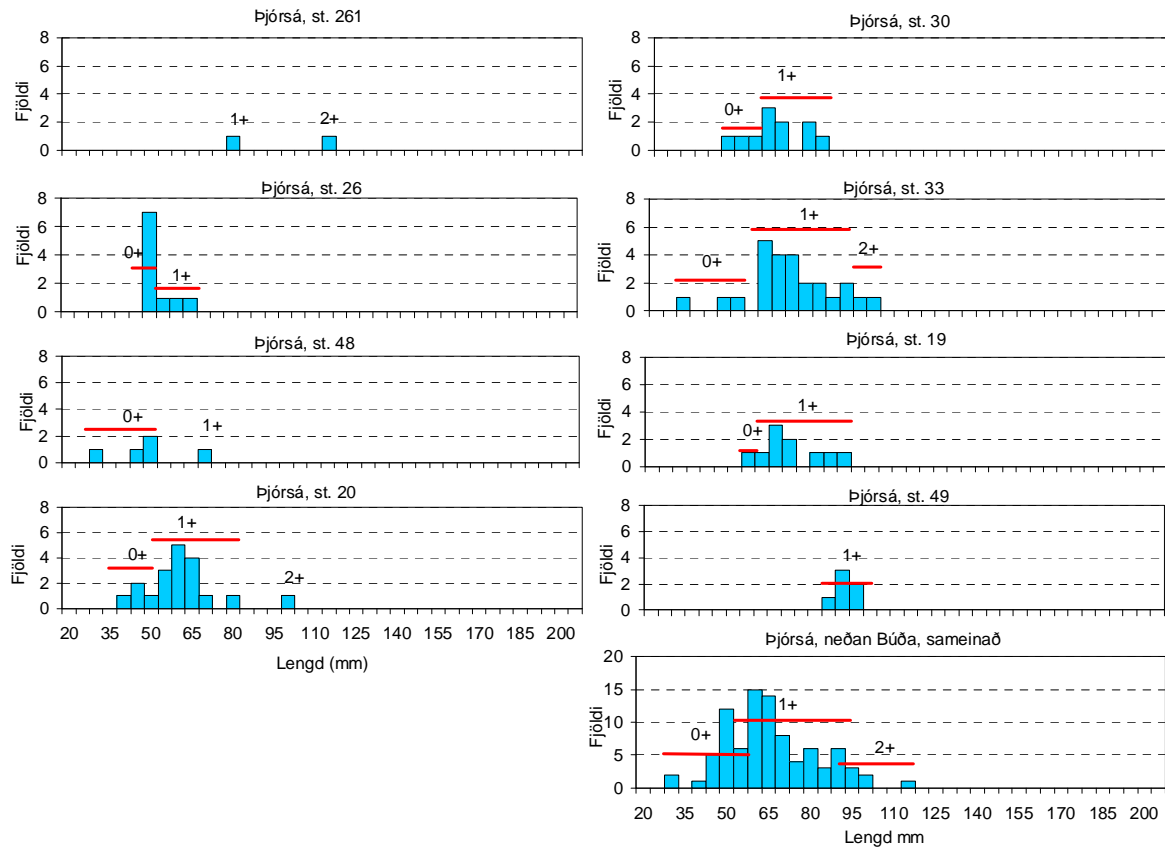 Þjórsá, st. 261
8
6
4
2
0
Fjöldi
1+
2+
Þjórsá, st. 26
8
6
4
2
0
Fjöldi
0+
1+
Þjórsá, st. 48
8
6
4
2
0
Fjöldi
0+
1+
Þjórsá, st. 20
8
6
4
2
0
Fjöldi
0+
1+
2+
20 35 50 65 80 95 110 125 140 155 170 185 200
Lengd (mm)
Þjórsá, st. 30
8
6
4
2
0
Fjöldi
0+
1+
Þjórsá, st. 33
8
6
4
2
0
Fjöldi
0+
1+
2+
Þjórsá, st. 19
8
6
4
2
0
Fjöldi
0+
1+
Þjórsá, st. 49
8
6
4
2
0
Fjöldi
1+
Þjórsá, neðan Búða, sameinað
20
15
10
5
0
Fjöldi
0+
1+
2+
20 35 50 65 80 95 110 125 140 155 170 185 200
Lengd mm